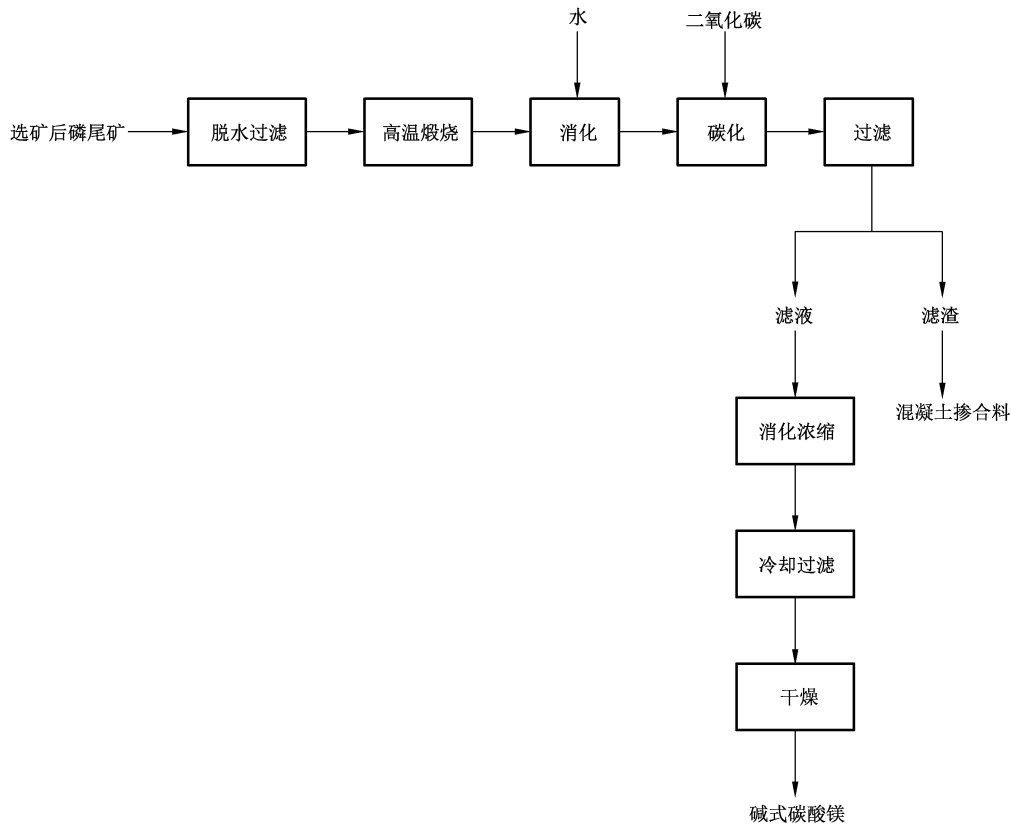 水
二氧化碳
选矿后磷尾矿
脱水过滤
高温煅烧
消化
碳化
过滤
滤液
滤渣
混凝土掺合料
消化浓缩
冷却过滤
干燥
碱式碳酸镁